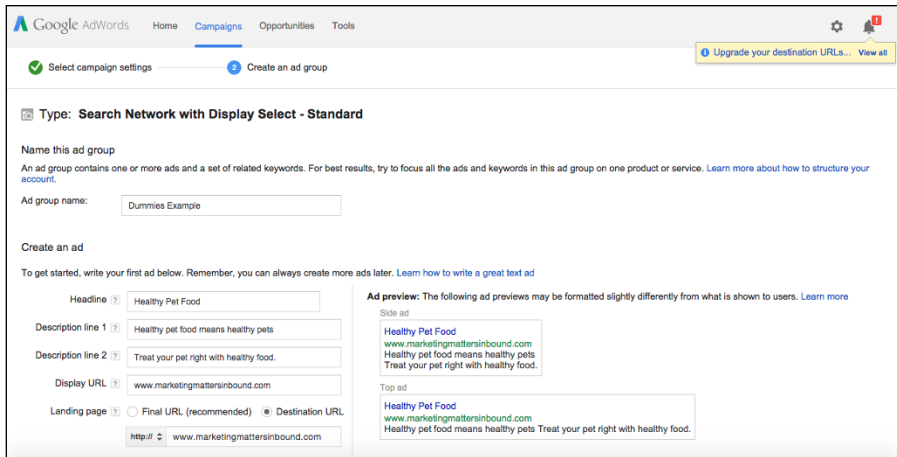 Google AdWords Home Campaigns Opportunities Tools
!
Upgrade your destination URLs... View all
Select campaign settings 2 Create an ad group
Type: Search Network with Display Select - Standard
Name this ad group
An ad group contains one or more ads and a set of related keywords. For best results, try to focus all the ads and keywords in this ad group on one product or service. Learn more about how to structure your
account.
Ad group name: Dummies Example
Create an ad
To get started, write your first ad below. Remember, you can always create more ads later. Learn how to write a great text ad
Headline ? Healthy Pet Food
Description line 1 ? Healthy pet food means healthy pets
Description line 2 ? Treat your pet right with healthy food.
Display URL ? www.marketingmattersinbound.com
Landing page ? Final URL (recommended) Destination URL
http:// www.marketingmattersinbound.com
Ad preview: The following ad previews may be formatted slightly differently from what is shown to users. Learn more
Side ad
Healthy Pet Food
www.marketingmattersinbound.com
Healthy pet food means healthy pets
Treat your pet right with healthy food.
Top ad
Healthy Pet Food
www.marketingmattersinbound.com
Healthy pet food means healthy pets Treat your pet right with healthy food.